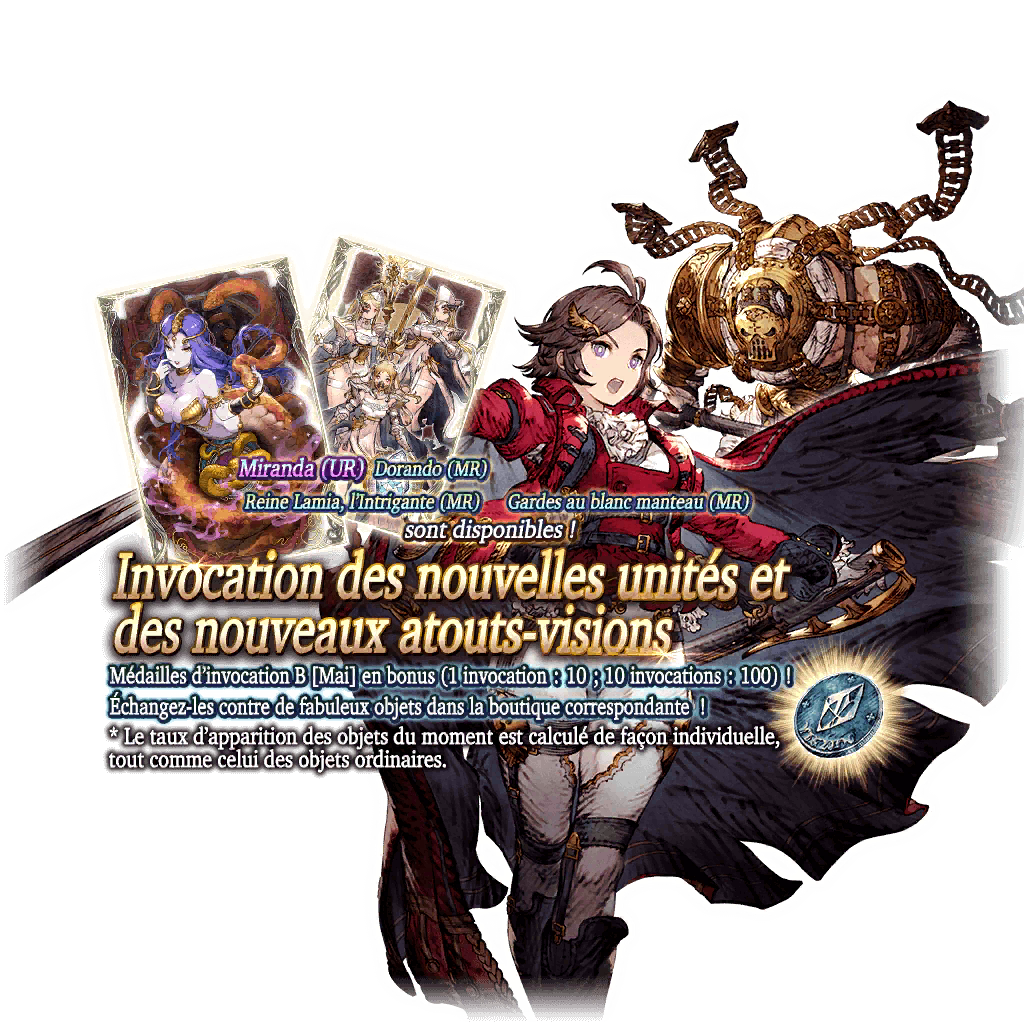 Miranda (UR) Dorando (MR)
Reine Lamia, l'Intrigante (MR) Gardes au blanc manteau (MR)
sont disponibles !
Invocation des nouvelles unités et
des nouveaux atouts-visions
Médailles d'invocation B [Mai] en bonus (1 invocation : 10 ; 10 invocations : 100) !
Échangez-les contre de fabuleux objets dans la boutique correspondante !
* Le taux d'apparition des objets du moment est calculé de façon individuelle,
tout comme celui des objets ordinaires.